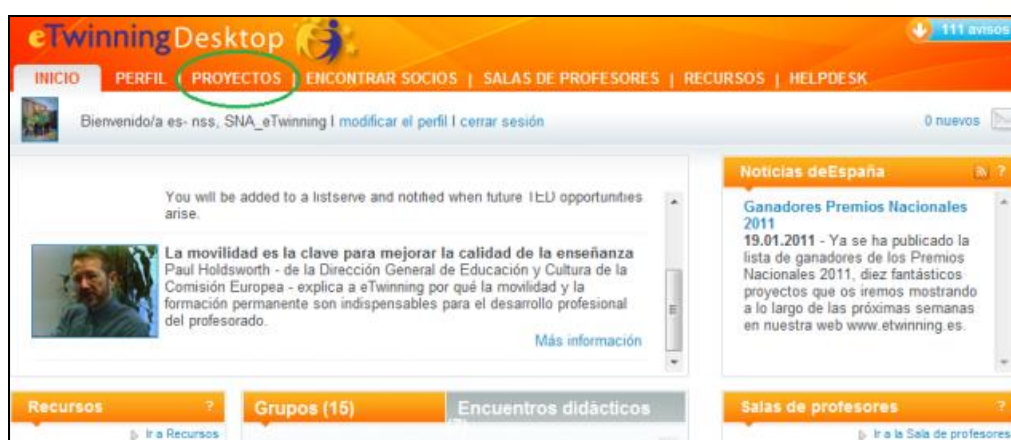 eTwinning Desktop
111 avisos
INICIO PERFIL | PROYECTOS | ENCONTRAR SOCIOS | SALAS DE PROFESORES | RECURSOS | HELPDESK
Bienvenido/a es- nss, SNA_eTwinning I modificar el perfil I cerrar sesión
0 nuevos
You will be added to a listserve and notified when future TED opportunities
arise.
La movilidad es la clave para mejorar la calidad de la enseñanza
Paul Holdsworth - de la Dirección General de Educación y Cultura de la
Comisión Europea - explica a eTwinning por qué la movilidad y la
formación permanente son indispensables para el desarrollo profesional
del profesorado.
Más información
Noticias deEspaña ?
Ganadores Premios Nacionales
2011
19.01.2011 - Ya se ha publicado la
lista de ganadores de los Premios
Nacionales 2011, diez fantásticos
proyectos que os iremos mostrando
a lo largo de las próximas semanas
en nuestra web www.etwinning.es.
Recursos ?
Ir a Recursos
Grupos (15)
Encuentros didácticos
Salas de profesores ?
Ir a la Sala de profesores